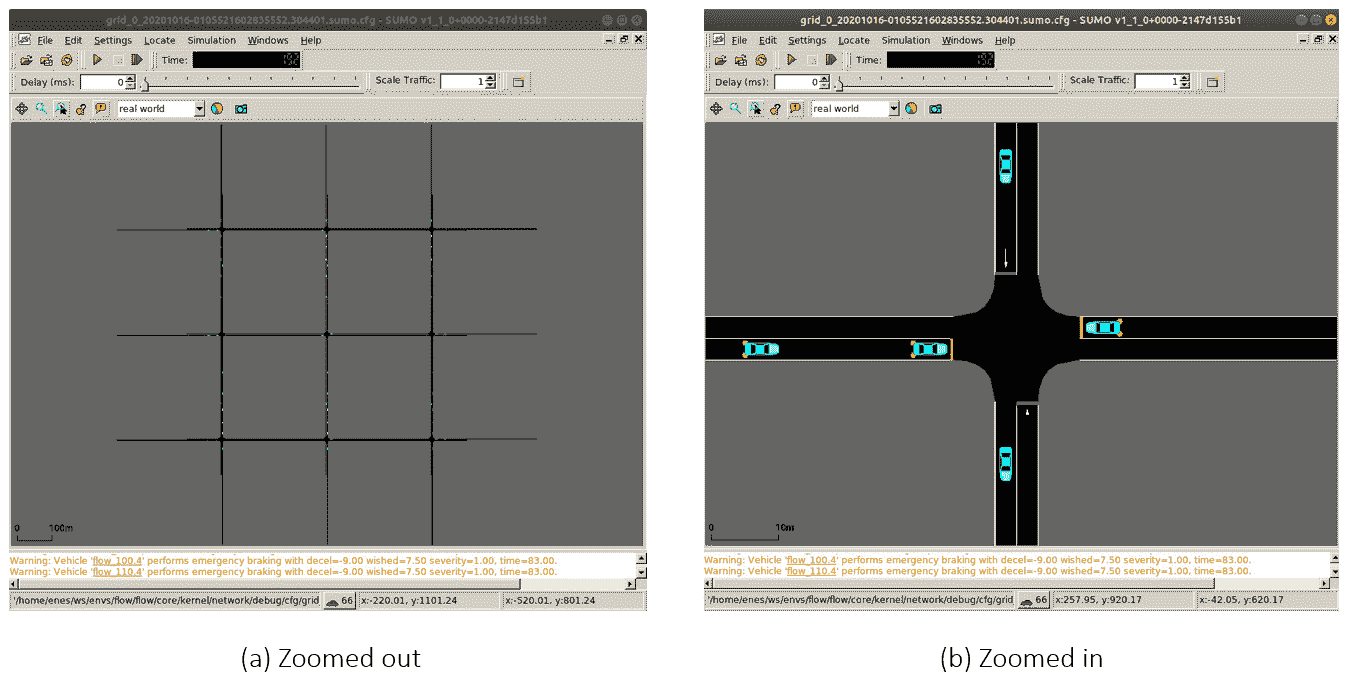 grid_0_20201016-0105521602835552.304401.sumo.cfg - SUMO v1_1_0+0000-2147d155b1
File Edit Settings Locate Simulation Windows Help
Time: 192
Delay (ms): 0 Scale Traffic: 1
real world
0 100m
Warning: Vehicle 'flow_100.4' performs emergency braking with decel=-9.00 wished=7.50 severity=1.00, time=83.00.
Warning: Vehicle 'flow_110.4' performs emergency braking with decel=-9.00 wished=7.50 severity=1.00, time=83.00.
'/home/enes/ws/envs/flow/flow/core/kernel/network/debug/cfg/grid 66 x:-220.01, y:1101.24 x:-520.01, y:801.24
(a) Zoomed out
grid_0_20201016-0105521602835552.304401.sumo.cfg - SUMO v1_1_0+0000-2147d155b1
File Edit Settings Locate Simulation Windows Help
Time: 192
Delay (ms): 0 Scale Traffic: 1
real world
0 10m
Warning: Vehicle 'flow_100.4' performs emergency braking with decel=-9.00 wished=7.50 severity=1.00, time=83.00.
Warning: Vehicle 'flow_110.4' performs emergency braking with decel=-9.00 wished=7.50 severity=1.00, time=83.00.
'/home/enes/ws/envs/flow/flow/core/kernel/network/debug/cfg/grid 66 x:257.95, y:920.17 x:-42.05, y:620.17
(b) Zoomed in